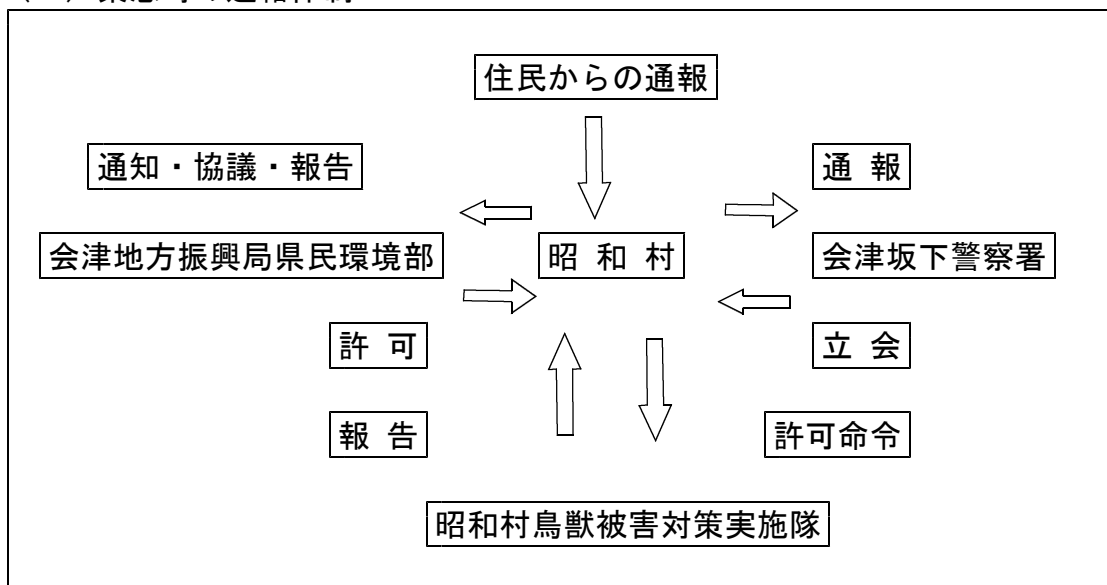 住民からの通報
通知・協議・報告
通 報
会津地方振興局県民環境部
昭 和 村
会津坂下警察署
許 可
立 会
報 告
許可命令
昭和村鳥獣被害対策実施隊